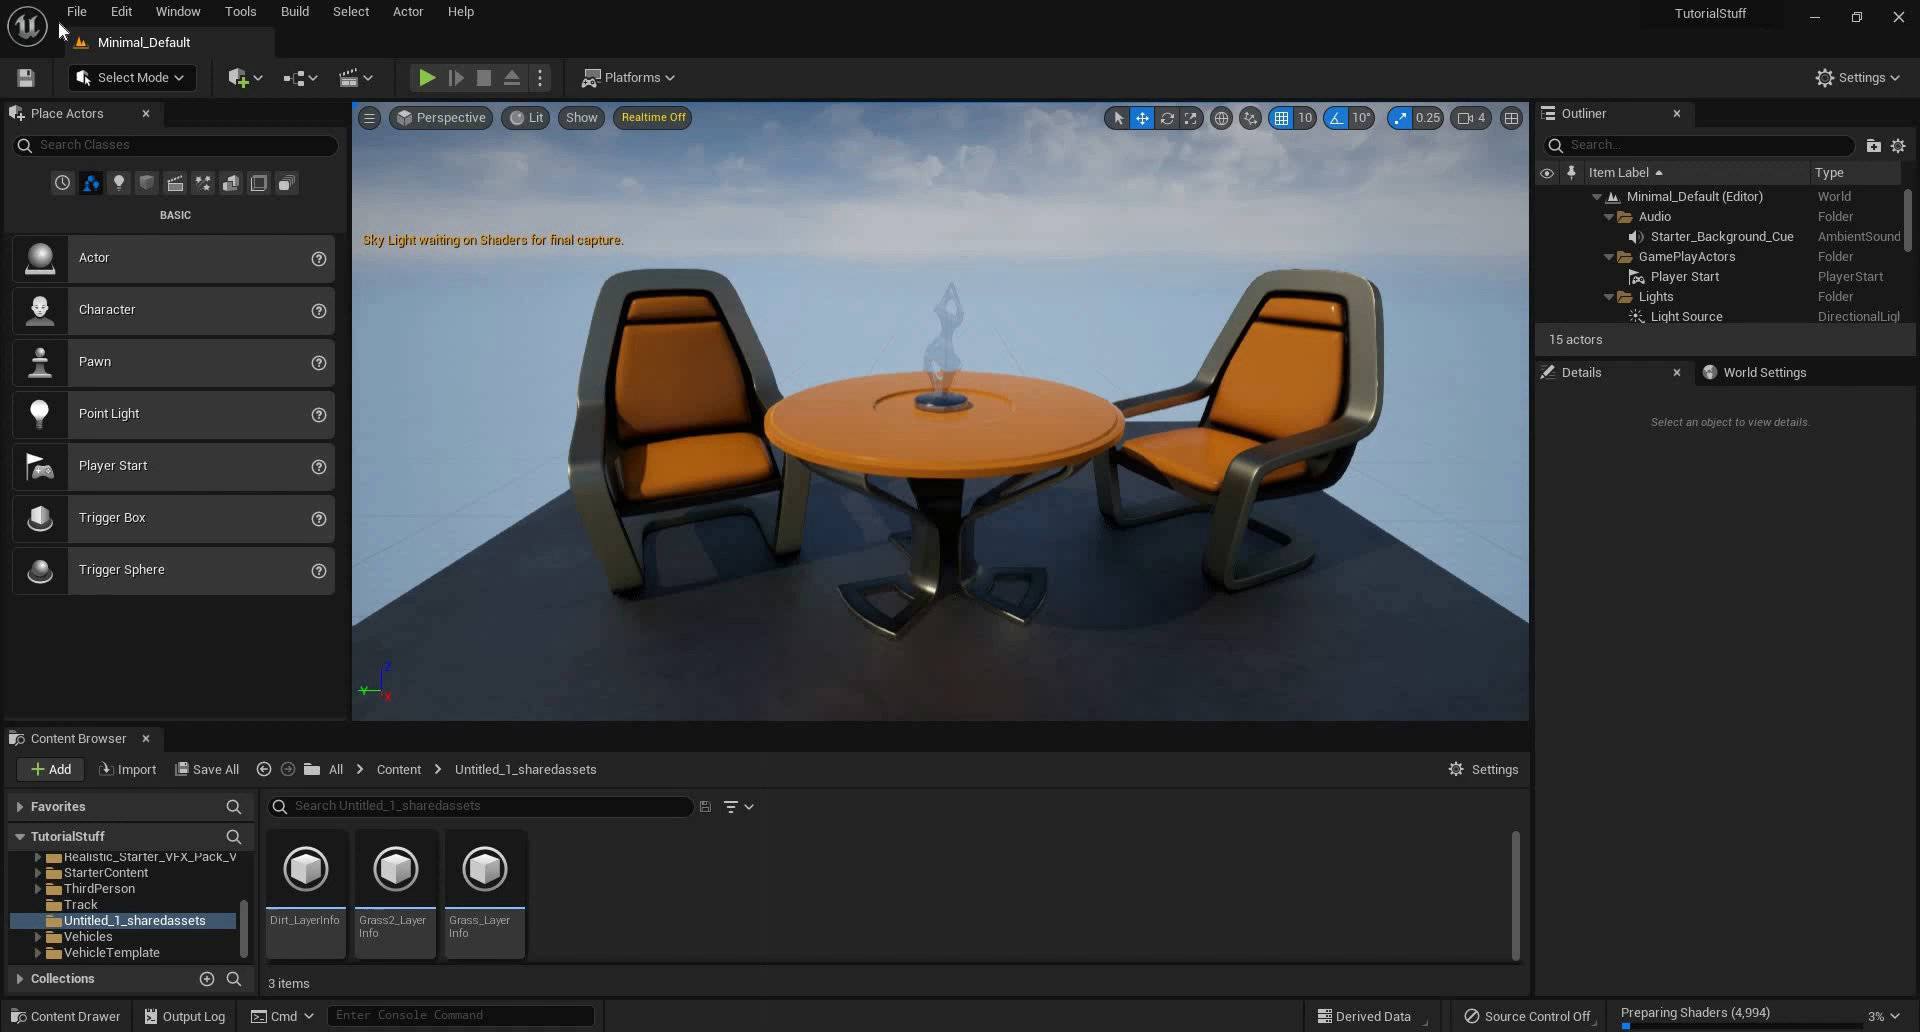 File Edit Window Tools Build Select Actor Help
TutorialStuff
Minimal_Default
Select Mode
Platforms
Settings
Place Actors
Perspective
Lit
Show
Realtime Off
10
10°
0.25
4
Outliner
Search Classes
Search...
BASIC
Item Label
Type
Minimal_Default (Editor) World
Audio Folder
Starter_Background_Cue AmbientSound
GamePlayActors Folder
Player Start PlayerStart
Lights Folder
Light Source DirectionalLigl
15 actors
Sky Light waiting on Shaders for final capture.
Actor
Character
Pawn
Point Light
Player Start
Trigger Box
Trigger Sphere
Details
World Settings
Select an object to view details.
Z
Y
X
Content Browser
Add
Import
Save All
All
Content
Untitled_1_sharedassets
Settings
Favorites
Search Untitled_1_sharedassets
TutorialStuff
Realistic_Starter_VFX_Pack_V
StarterContent
ThirdPerson
Track
Untitled_1_sharedassets
Vehicles
VehicleTemplate
Collections
Dirt_LayerInfo
Grass2_Layer
Info
Grass_Layer
Info
3 items
Content Drawer
Output Log
Cmd
Enter Console Command
Derived Data
Source Control Off
Preparing Shaders (4,994)
3%